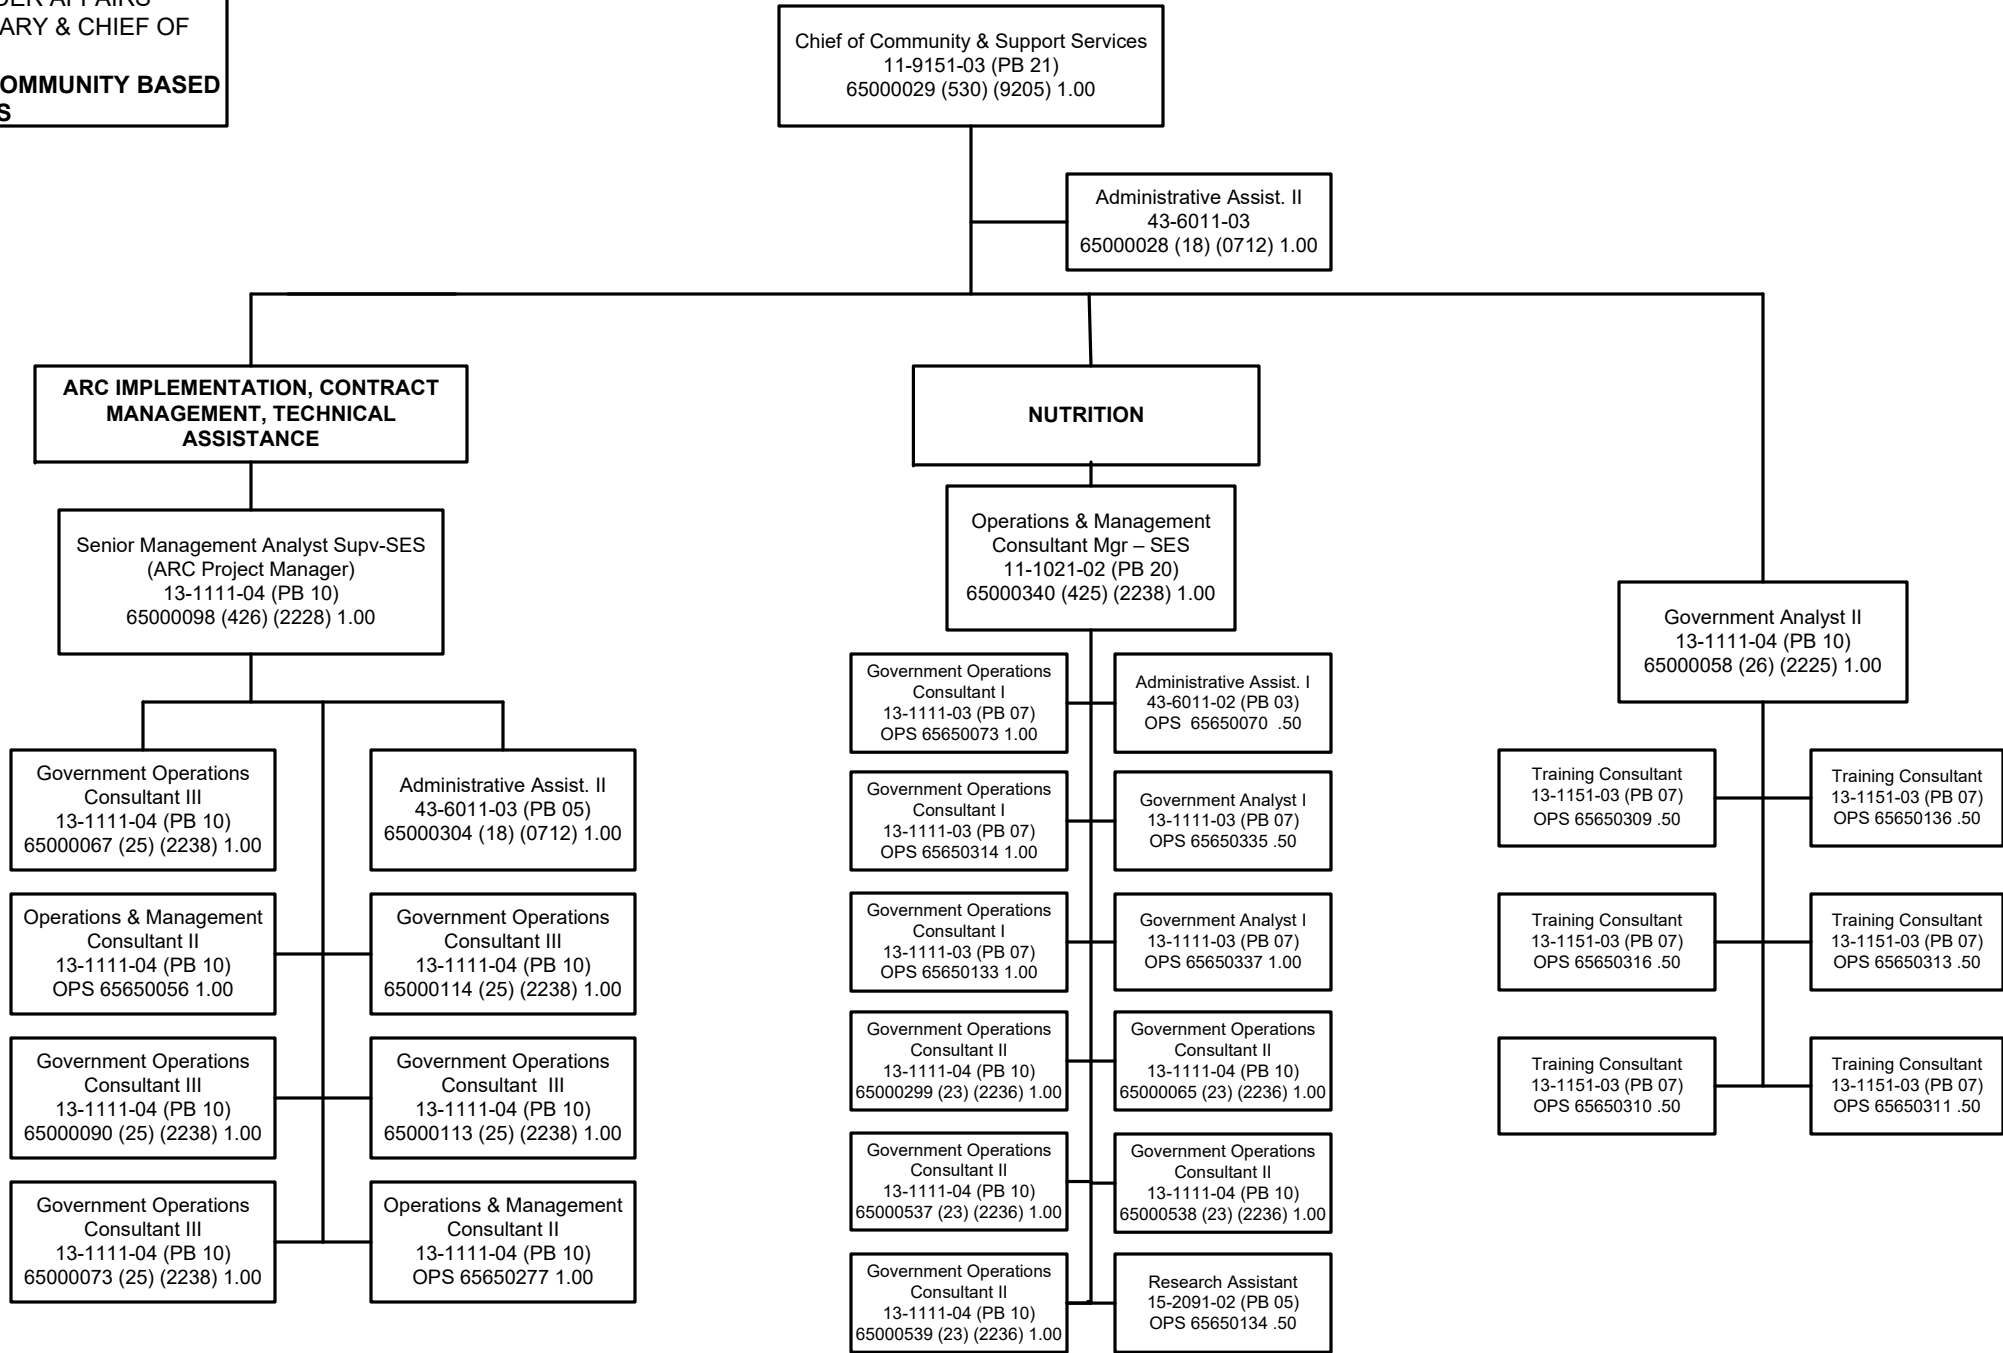 DER AFFAIRS
ARY & CHIEF OF
OMMUNITY BASED
S
Chief of Community & Support Services
11-9151-03 (PB 21)
65000029 (530) (9205) 1.00
Administrative Assist. II
43-6011-03
65000028 (18) (0712) 1.00
ARC IMPLEMENTATION, CONTRACT
MANAGEMENT, TECHNICAL
ASSISTANCE
Senior Management Analyst Supv-SES
(ARC Project Manager)
13-1111-04 (PB 10)
65000098 (426) (2228) 1.00
Government Operations
Consultant III
13-1111-04 (PB 10)
65000067 (25) (2238) 1.00
Administrative Assist. II
43-6011-03 (PB 05)
65000304 (18) (0712) 1.00
Operations & Management
Consultant II
13-1111-04 (PB 10)
OPS 65650056 1.00
Government Operations
Consultant III
13-1111-04 (PB 10)
65000114 (25) (2238) 1.00
Government Operations
Consultant III
13-1111-04 (PB 10)
65000090 (25) (2238) 1.00
Government Operations
Consultant III
13-1111-04 (PB 10)
65000113 (25) (2238) 1.00
Government Operations
Consultant III
13-1111-04 (PB 10)
65000073 (25) (2238) 1.00
Operations & Management
Consultant II
13-1111-04 (PB 10)
OPS 65650277 1.00
NUTRITION
Operations & Management
Consultant Mgr – SES
11-1021-02 (PB 20)
65000340 (425) (2238) 1.00
Government Operations
Consultant I
13-1111-03 (PB 07)
OPS 65650073 1.00
Administrative Assist. I
43-6011-02 (PB 03)
OPS 65650070 .50
Government Operations
Consultant I
13-1111-03 (PB 07)
OPS 65650314 1.00
Government Analyst I
13-1111-03 (PB 07)
OPS 65650335 .50
Government Operations
Consultant I
13-1111-03 (PB 07)
OPS 65650133 1.00
Government Analyst I
13-1111-03 (PB 07)
OPS 65650337 1.00
Government Operations
Consultant II
13-1111-04 (PB 10)
65000299 (23) (2236) 1.00
Government Operations
Consultant II
13-1111-04 (PB 10)
65000065 (23) (2236) 1.00
Government Operations
Consultant II
13-1111-04 (PB 10)
65000537 (23) (2236) 1.00
Government Operations
Consultant II
13-1111-04 (PB 10)
65000538 (23) (2236) 1.00
Government Operations
Consultant II
13-1111-04 (PB 10)
65000539 (23) (2236) 1.00
Research Assistant
15-2091-02 (PB 05)
OPS 65650134 .50
Government Analyst II
13-1111-04 (PB 10)
65000058 (26) (2225) 1.00
Training Consultant
13-1151-03 (PB 07)
OPS 65650309 .50
Training Consultant
13-1151-03 (PB 07)
OPS 65650136 .50
Training Consultant
13-1151-03 (PB 07)
OPS 65650316 .50
Training Consultant
13-1151-03 (PB 07)
OPS 65650313 .50
Training Consultant
13-1151-03 (PB 07)
OPS 65650310 .50
Training Consultant
13-1151-03 (PB 07)
OPS 65650311 .50